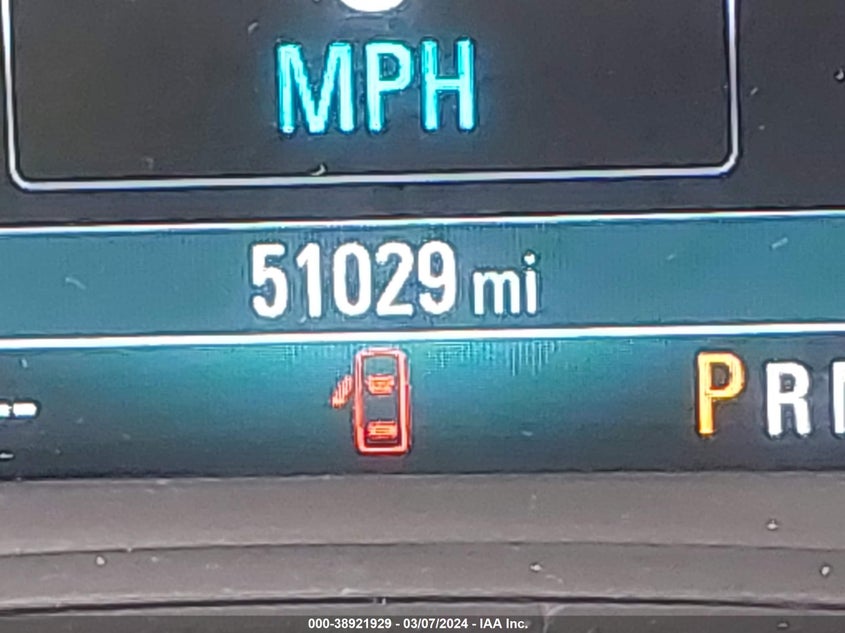 MPH
51029 mi
P R
000-38921929 - 03/07/2024 - IAA Inc.